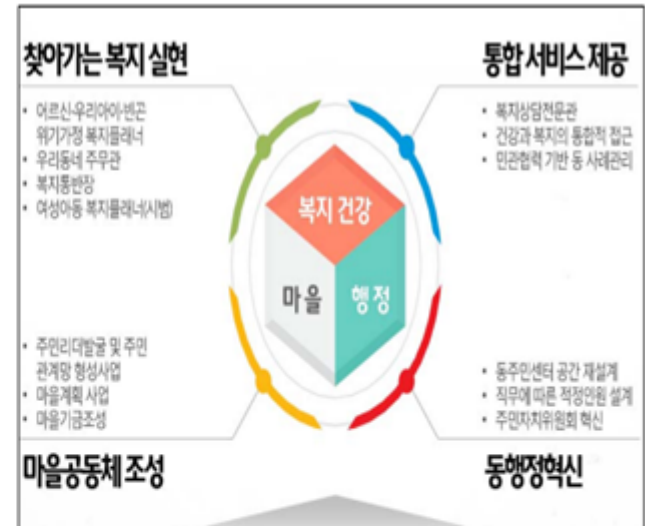 찾아가는 복지 실현
• 어르신·우리아이·빈곤
위기가정 복지플래너
• 우리동네 주무관
• 복지통반장
• 여성아동 복지플래너(시범)
통합 서비스 제공
• 복지상담전문관
• 건강과 복지의 통합적 접근
• 민관협력 기반 동 사례관리
복지 건강
마을
행정
• 주민리더발굴 및 주민
관계망 형성사업
• 마을계획 사업
• 마을기금조성
마을공동체 조성
• 동주민센터 공간 재설계
• 직무에 따른 적정인원 설계
• 주민자치위원회 혁신
동행정혁신